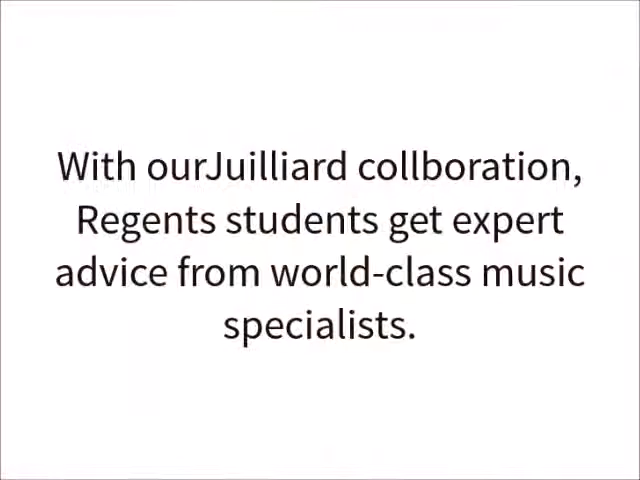 With ourJuilliard collboration,
Regents students get expert
advice from world-class music
specialists.